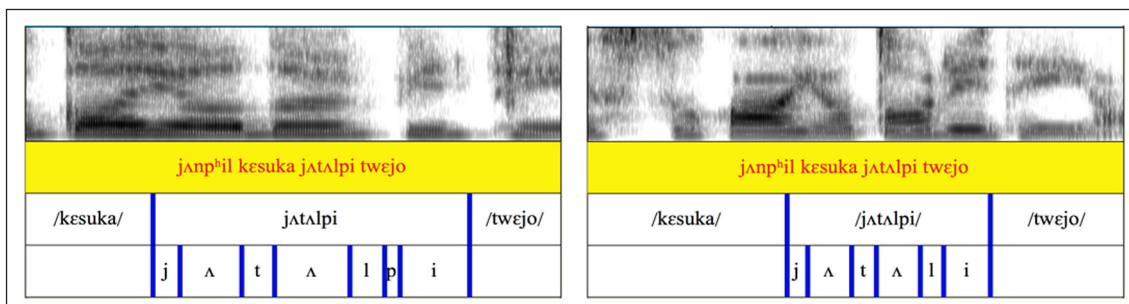 jʌnpʰil kɛsuka jʌtʌlpi twɛjo
/kɛsuka/ jʌtʌlpi /twɛjo/
j ʌ t ʌ l p i
jʌnpʰil kɛsuka jʌtʌlpi twɛjo
/kɛsuka/ /jʌtʌlpi/ /twɛjo/
j ʌ t ʌ l i